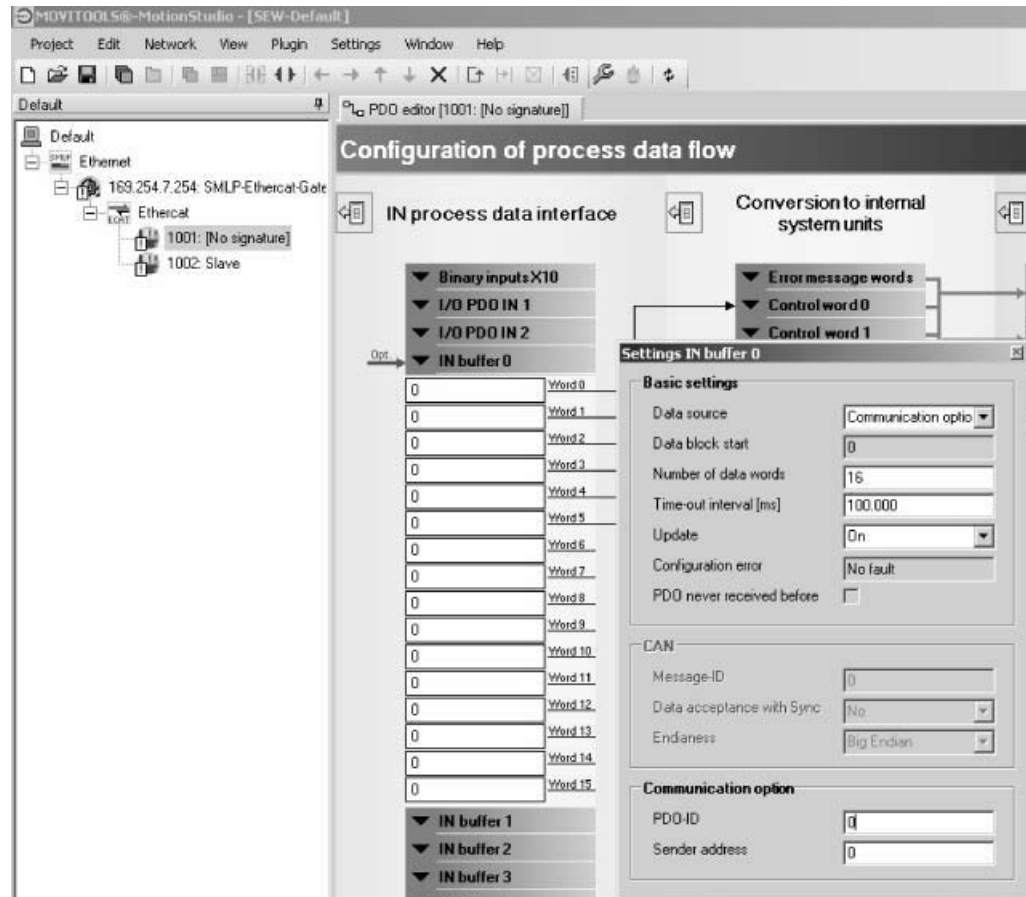 MOVITOOLS®-MotionStudio - [SEW-Default]
Project Edit Network View Plugin Settings Window Help
Default
PDO editor [1001: [No signature]]
Default
Ethernet
169.254.7.254: SMLP-Ethercat-Gate
Ethercat
1001: [No signature]
1002: Slave
Configuration of process data flow
IN process data interface
Conversion to internal
system units
Binary inputs X10
I/O PDO IN 1
I/O PDO IN 2
Opt.
IN buffer 0
0 Word 0
0 Word 1
0 Word 2
0 Word 3
0 Word 4
0 Word 5
0 Word 6
0 Word 7
0 Word 8
0 Word 9
0 Word 10
0 Word 11
0 Word 12
0 Word 13
0 Word 14
0 Word 15
IN buffer 1
IN buffer 2
IN buffer 3
Error message words
Control word 0
Control word 1
Settings IN buffer 0
Basic settings
Data source Communication optio
Data block start 0
Number of data words 16
Time-out interval [ms] 100.000
Update On
Configuration error No fault
PDO never received before
CAN
Message-ID 0
Data acceptance with Sync No
Endianess Big Endian
Communication option
PDO-ID 0
Sender address 0